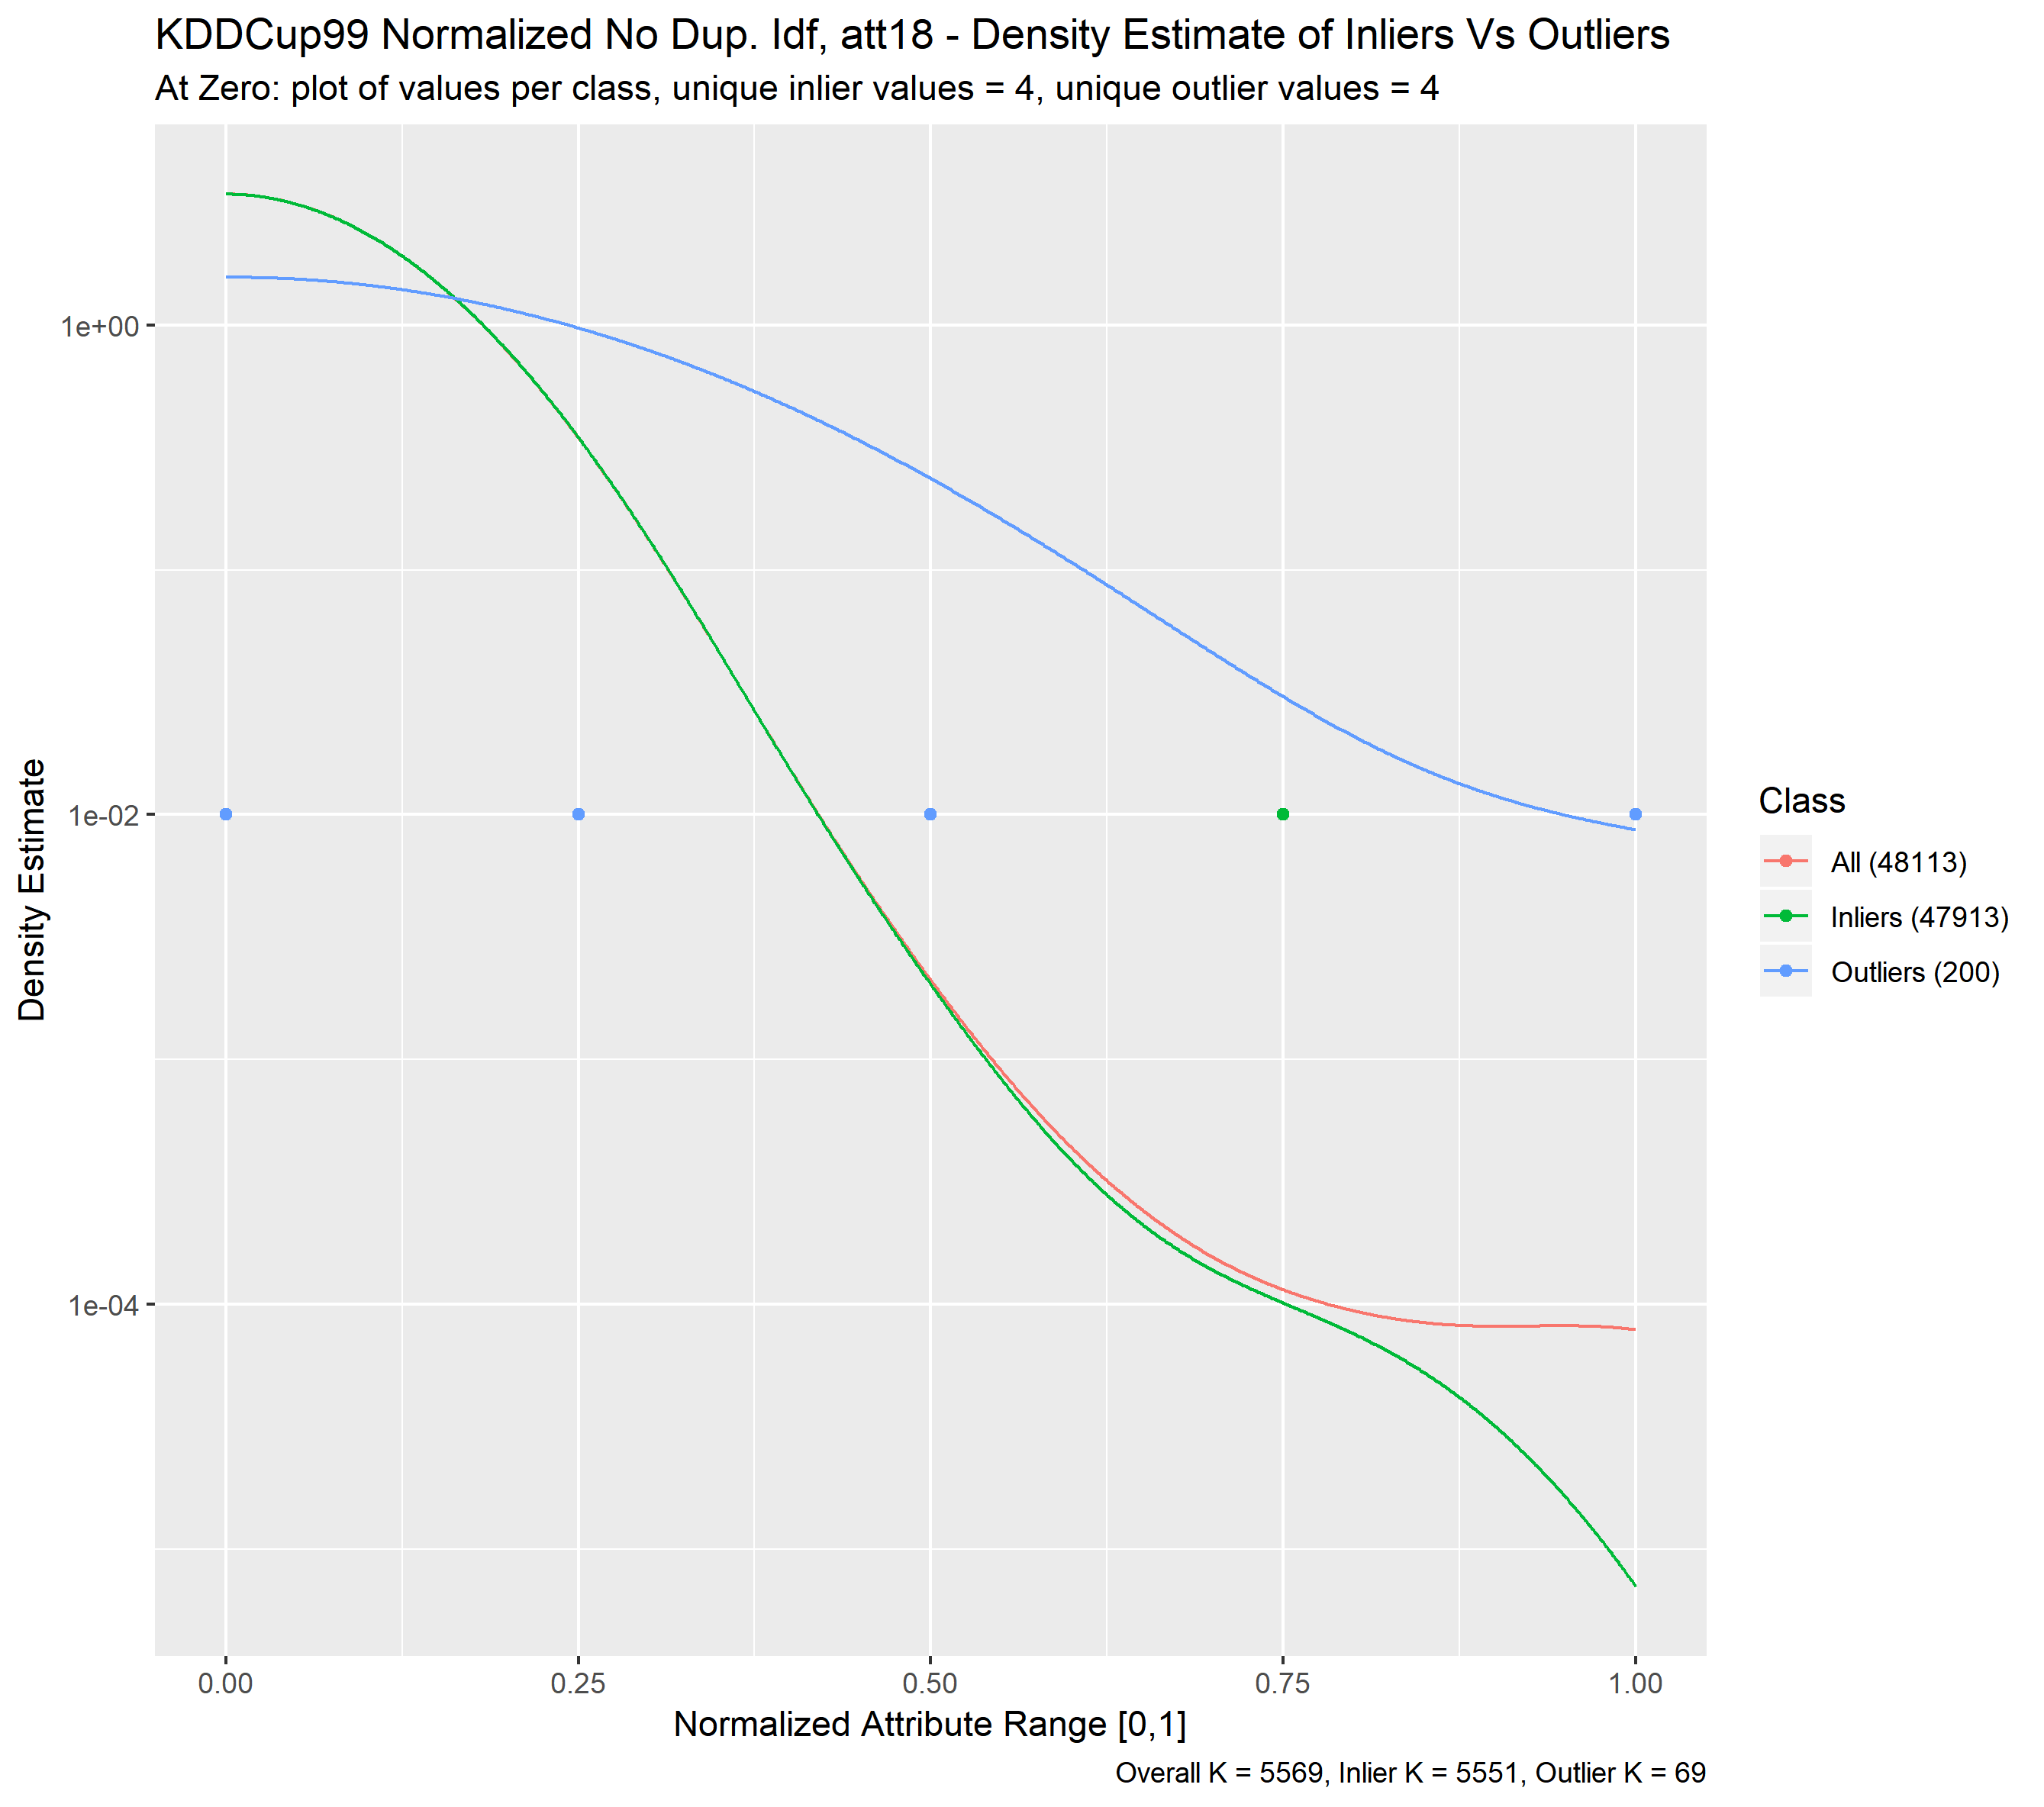 KDDCup99 Normalized No Dup. Idf, att18 - Density Estimate of Inliers Vs Outliers
At Zero: plot of values per class, unique inlier values = 4, unique outlier values = 4
1e+00
1e-02
1e-04
Density Estimate
0.00
0.25
0.50
0.75
1.00
Normalized Attribute Range [0,1]
Overall K = 5569, Inlier K = 5551, Outlier K = 69
Class
All (48113)
Inliers (47913)
Outliers (200)